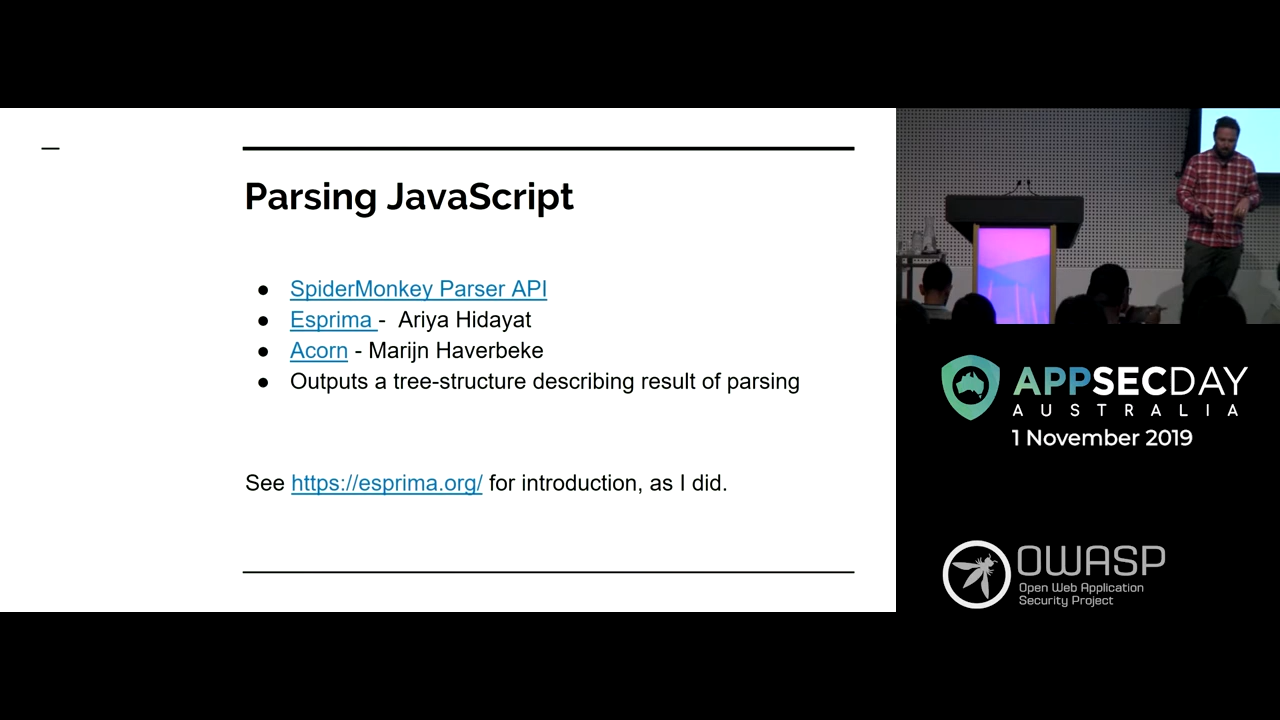 Parsing JavaScript
● SpiderMonkey Parser API
● Esprima - Ariya Hidayat
● Acorn - Marijn Haverbeke
● Outputs a tree-structure describing result of parsing
See https://esprima.org/ for introduction, as I did.
APPSECDAY
AUSTRALIA
1 November 2019
OWASP
Open Web Application
Security Project